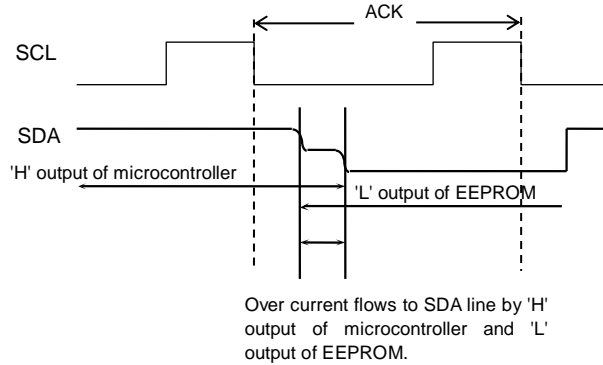 ACK
SCL
SDA
'H' output of microcontroller
'L' output of EEPROM
Over current flows to SDA line by 'H'
output of microcontroller and 'L'
output of EEPROM.